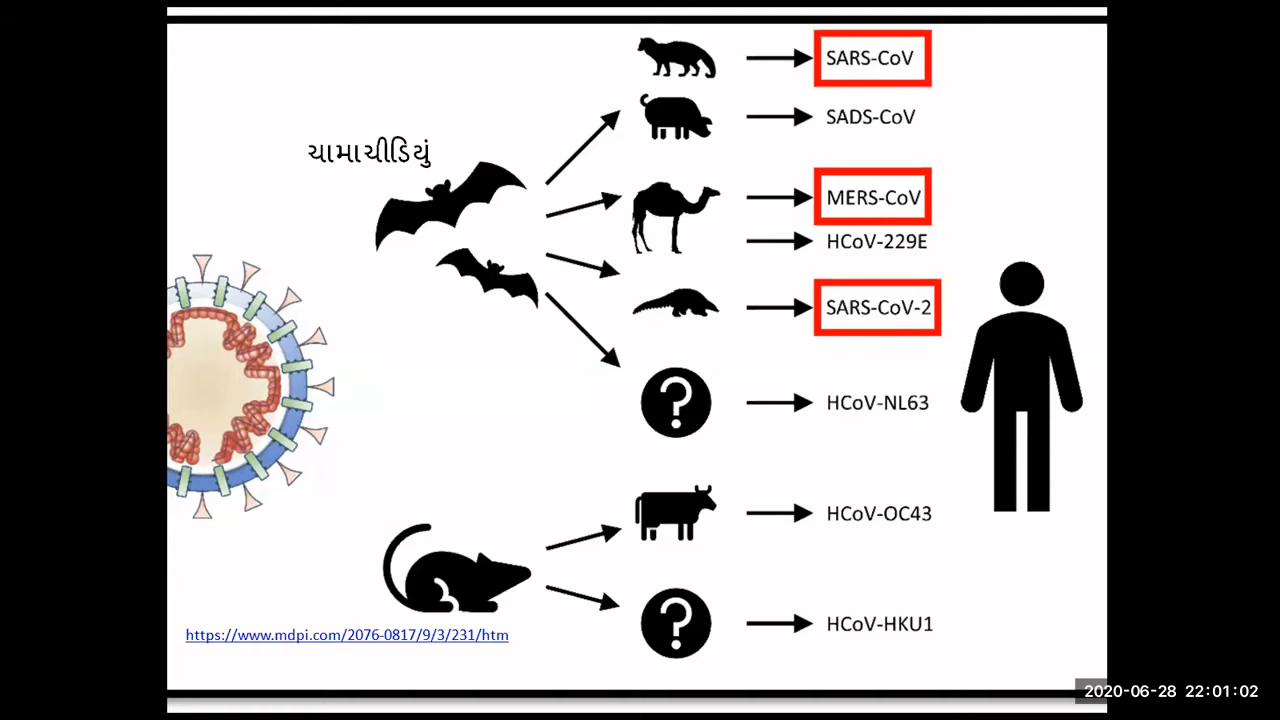 SARS-CoV
SADS-CoV
ચામાચીડિયું
MERS-CoV
HCoV-229E
SARS-CoV-2
?
HCoV-NL63
HCoV-OC43
?
HCoV-HKU1
https://www.mdpi.com/2076-0817/9/3/231/htm
2020-06-28 22:01:02